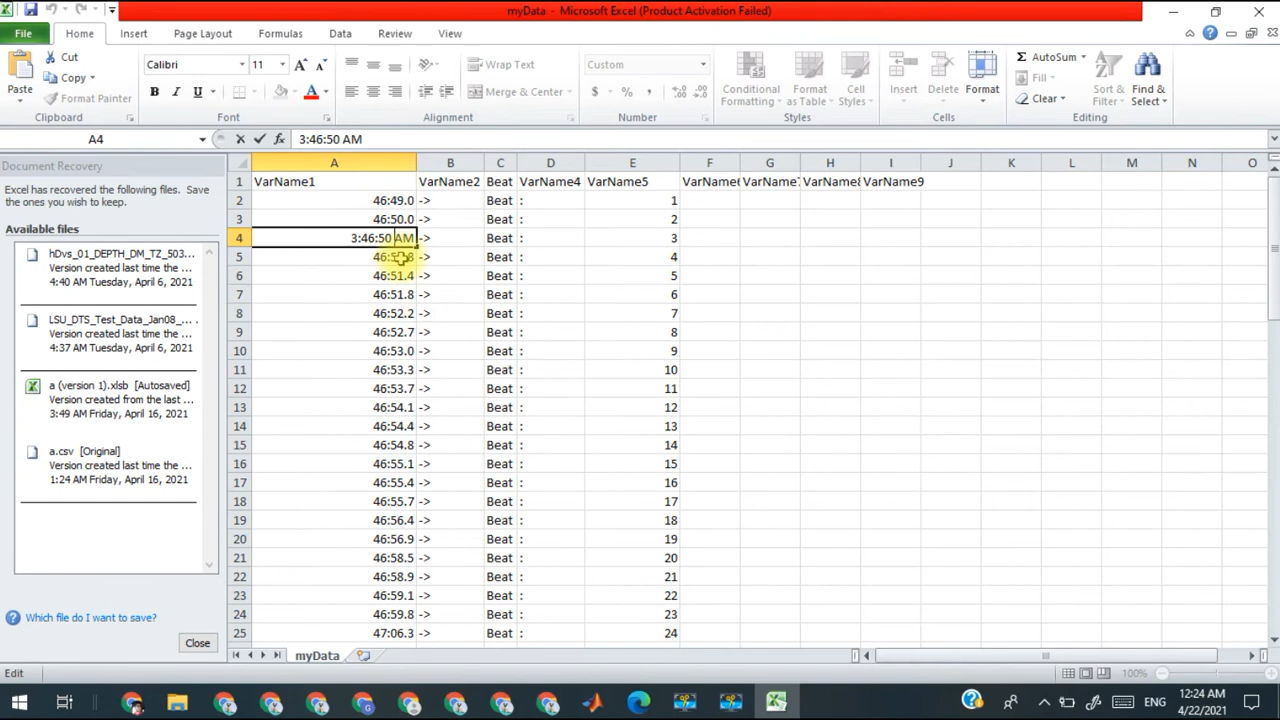 myData - Microsoft Excel (Product Activation Failed)
File Home Insert Page Layout Formulas Data Review View
Paste
Cut
Copy
Format Painter
Clipboard
Calibri 11
B I U
Font
Wrap Text
Merge & Center
Alignment
Custom
$ % ,
Number
Conditional Formatting
Format as Table
Cell Styles
Styles
Insert Delete Format
Cells
AutoSum
Fill
Clear
Sort & Filter
Find & Select
Editing
A4 3:46:50 AM
Document Recovery
Excel has recovered the following files. Save
the ones you wish to keep.
Available files
hDvs_01_DEPTH_DM_TZ_503...
Version created last time the ...
4:40 AM Tuesday, April 6, 2021
LSU_DTS_Test_Data_Jan08_...
Version created last time the ...
4:37 AM Tuesday, April 6, 2021
a (version 1).xlsb [Autosaved]
Version created from the last ...
3:49 AM Friday, April 16, 2021
a.csv [Original]
Version created last time the ...
1:24 AM Friday, April 16, 2021
Which file do I want to save?
Close
A B C D E F G H I J K L M N O
1 VarName1 VarName2 Beat VarName4 VarName5 VarName6 VarName7 VarName8 VarName9
2 46:49.0 -> Beat : 1
3 46:50.0 -> Beat : 2
4 3:46:50 AM -> Beat : 3
5 -> Beat : 4
6 46:51.4 -> Beat : 5
7 46:51.8 -> Beat : 6
8 46:52.2 -> Beat : 7
9 46:52.7 -> Beat : 8
10 46:53.0 -> Beat : 9
11 46:53.3 -> Beat : 10
12 46:53.7 -> Beat : 11
13 46:54.1 -> Beat : 12
14 46:54.4 -> Beat : 13
15 46:54.8 -> Beat : 14
16 46:55.1 -> Beat : 15
17 46:55.4 -> Beat : 16
18 46:55.7 -> Beat : 17
19 46:56.4 -> Beat : 18
20 46:56.9 -> Beat : 19
21 46:58.5 -> Beat : 20
22 46:58.9 -> Beat : 21
23 46:59.1 -> Beat : 22
24 46:59.8 -> Beat : 23
25 47:06.3 -> Beat : 24
myData
Edit 100%
ENG
12:24 AM
4/22/2021